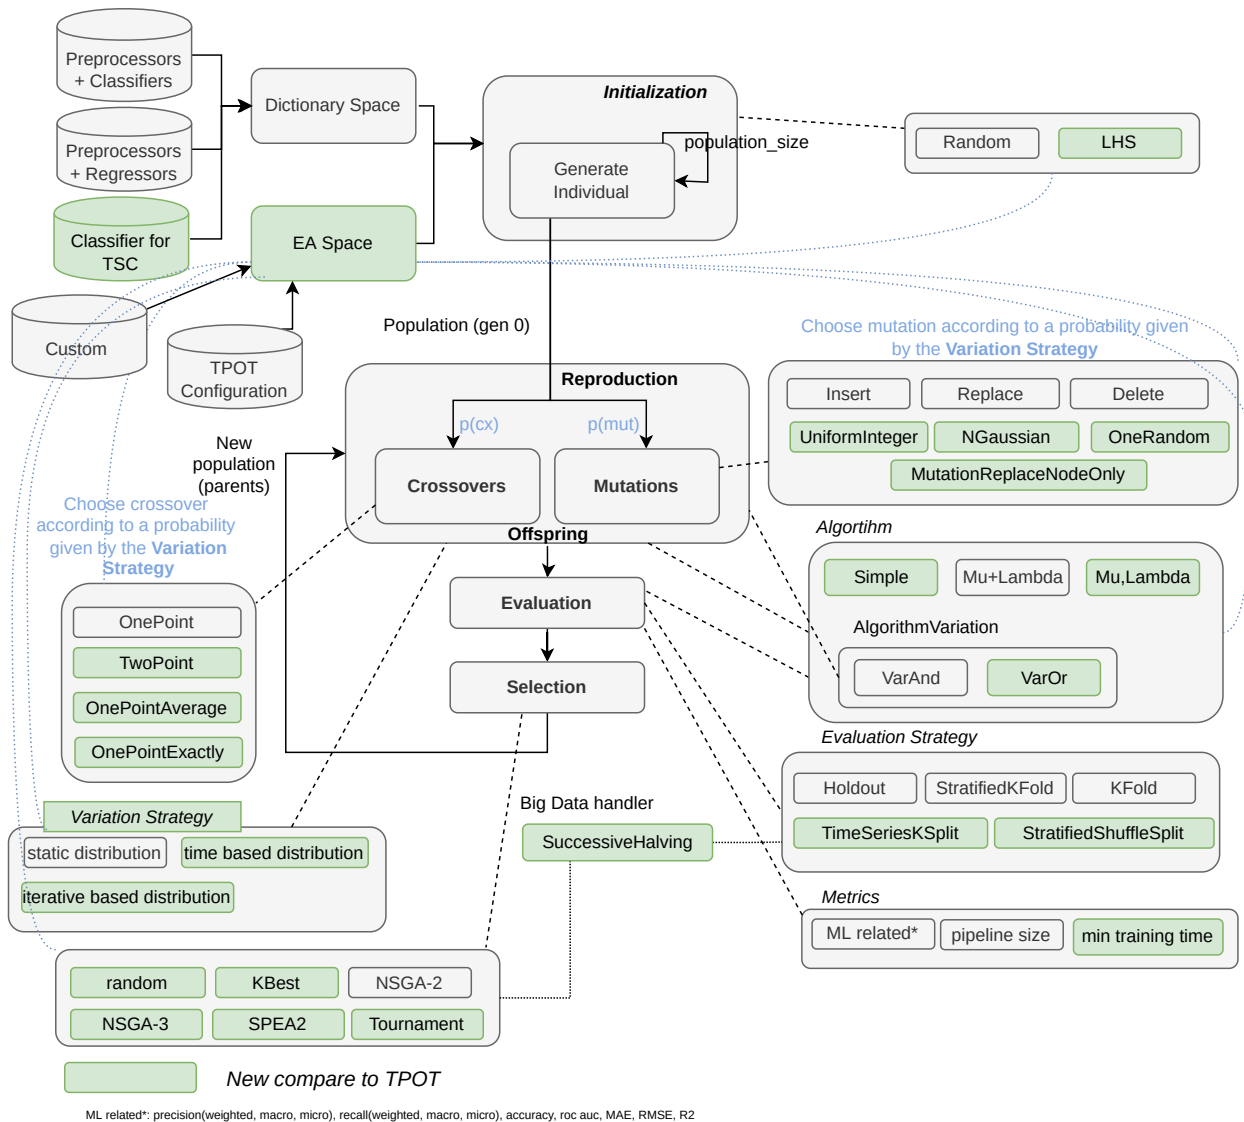 Preprocessors
+ Classifiers
Preprocessors
+ Regressors
Classifier for
TSC
Custom
TPOT
Configuration
Dictionary Space
EA Space
Initialization
population_size
Generate
Individual
Random
LHS
Population (gen 0)
Choose mutation according to a probability given
by the Variation Strategy
Insert
Replace
Delete
UniformInteger
NGaussian
OneRandom
MutationReplaceNodeOnly
Reproduction
p(cx)
p(mut)
Crossovers
Mutations
Offspring
New
population
(parents)
Choose crossover
according to a probability
given by the Variation
Strategy
OnePoint
TwoPoint
OnePointAverage
OnePointExactly
Evaluation
Selection
Algortihm
Simple
Mu+Lambda
Mu,Lambda
AlgorithmVariation
VarAnd
VarOr
Evaluation Strategy
Holdout
StratifiedKFold
KFold
TimeSeriesKSplit
StratifiedShuffleSplit
Big Data handler
SuccessiveHalving
Metrics
ML related*
pipeline size
min training time
Variation Strategy
static distribution
time based distribution
iterative based distribution
random
KBest
NSGA-2
NSGA-3
SPEA2
Tournament
New compare to TPOT
ML related*: precision(weighted, macro, micro), recall(weighted, macro, micro), accuracy, roc auc, MAE, RMSE, R2